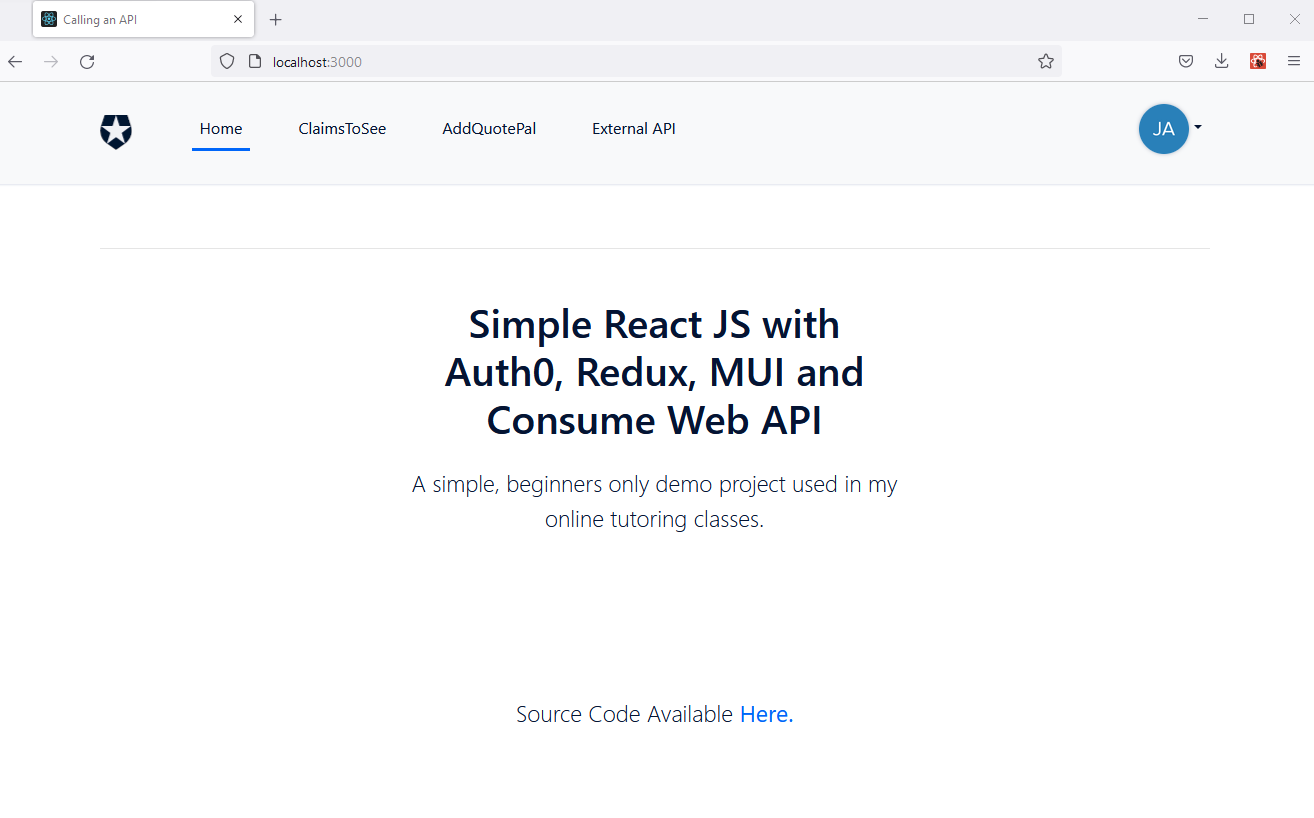 Calling an API
localhost:3000
Home ClaimsToSee AddQuotePal External API JA
Simple React JS with
Auth0, Redux, MUI and
Consume Web API
A simple, beginners only demo project used in my
online tutoring classes.
Source Code Available Here.